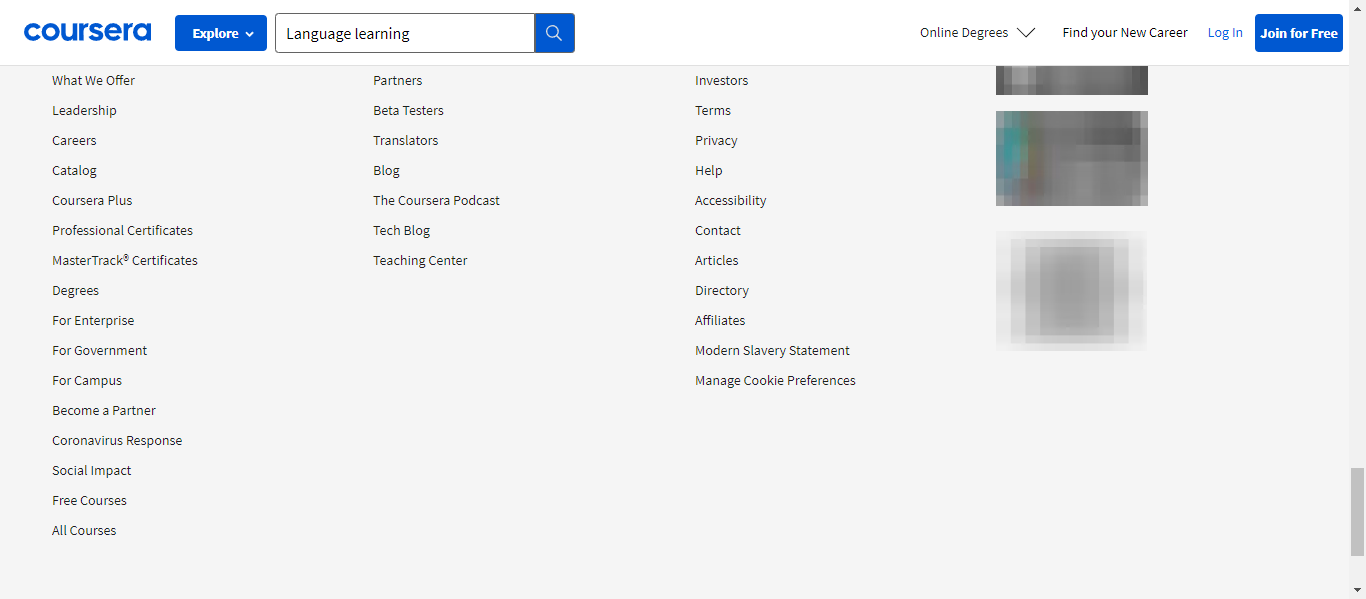 coursera
Explore
Language learning
Online Degrees
Find your New Career
Log In
Join for Free
What We Offer
Leadership
Careers
Catalog
Coursera Plus
Professional Certificates
MasterTrack® Certificates
Degrees
For Enterprise
For Government
For Campus
Become a Partner
Coronavirus Response
Social Impact
Free Courses
All Courses
Partners
Beta Testers
Translators
Blog
The Coursera Podcast
Tech Blog
Teaching Center
Investors
Terms
Privacy
Help
Accessibility
Contact
Articles
Directory
Affiliates
Modern Slavery Statement
Manage Cookie Preferences